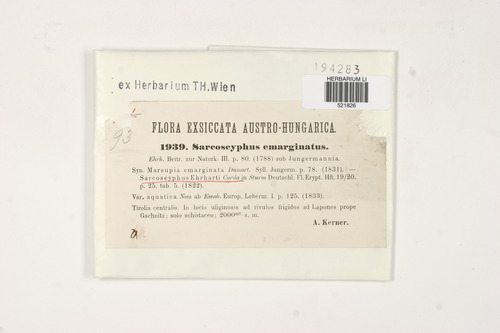 194283
HERBARIUM LI
521826
ex Herbarium TH.Wien
93
FLORA EXSICCATA AUSTRO-HUNGARICA.
1939. Sarcoscyphus emarginatus.
Ehrh. Beitr. zur Naturk. III. p. 80. (1788) sub Jungermannia.
Syn. Marsupia emarginata Dumort. Syll. Jungerm. p. 78. (1831). —
Sarcoscyphus Ehrharti Corda in Sturm Deutschl. Fl. Crypt. Hft. 19/20.
p. 25. tab. 5. (1832).
Var. aquatica Nees ab Esenb. Europ. Leberm. I. p. 125. (1833).
Tirolia centralis. In locis uliginosis ad rivulos frigidos ad Lapones prope
Gschnitz; solo schistaceo; 2000 s. m.
A. Kerner.